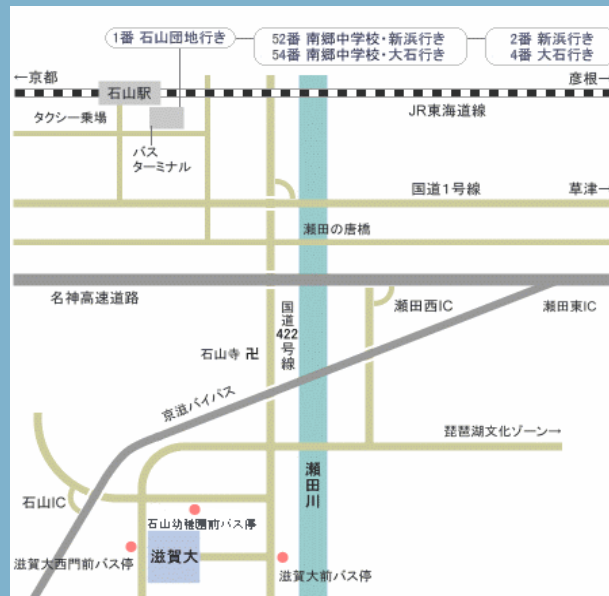 1番 石山団地行き
52番 南郷中学校・新浜行き
54番 南郷中学校・大石行き
2番 新浜行き
4番 大石行き
←京都
石山駅
彦根→
JR東海道線
タクシー乗場
バス
ターミナル
国道1号線
草津→
瀬田の唐橋
名神高速道路
瀬田西IC
瀬田東IC
国道422号線
石山寺 卍
京滋バイパス
琵琶湖文化ゾーン→
瀬田川
石山IC
石山幼稚園前バス停
滋賀大
滋賀大西門前バス停
滋賀大前バス停